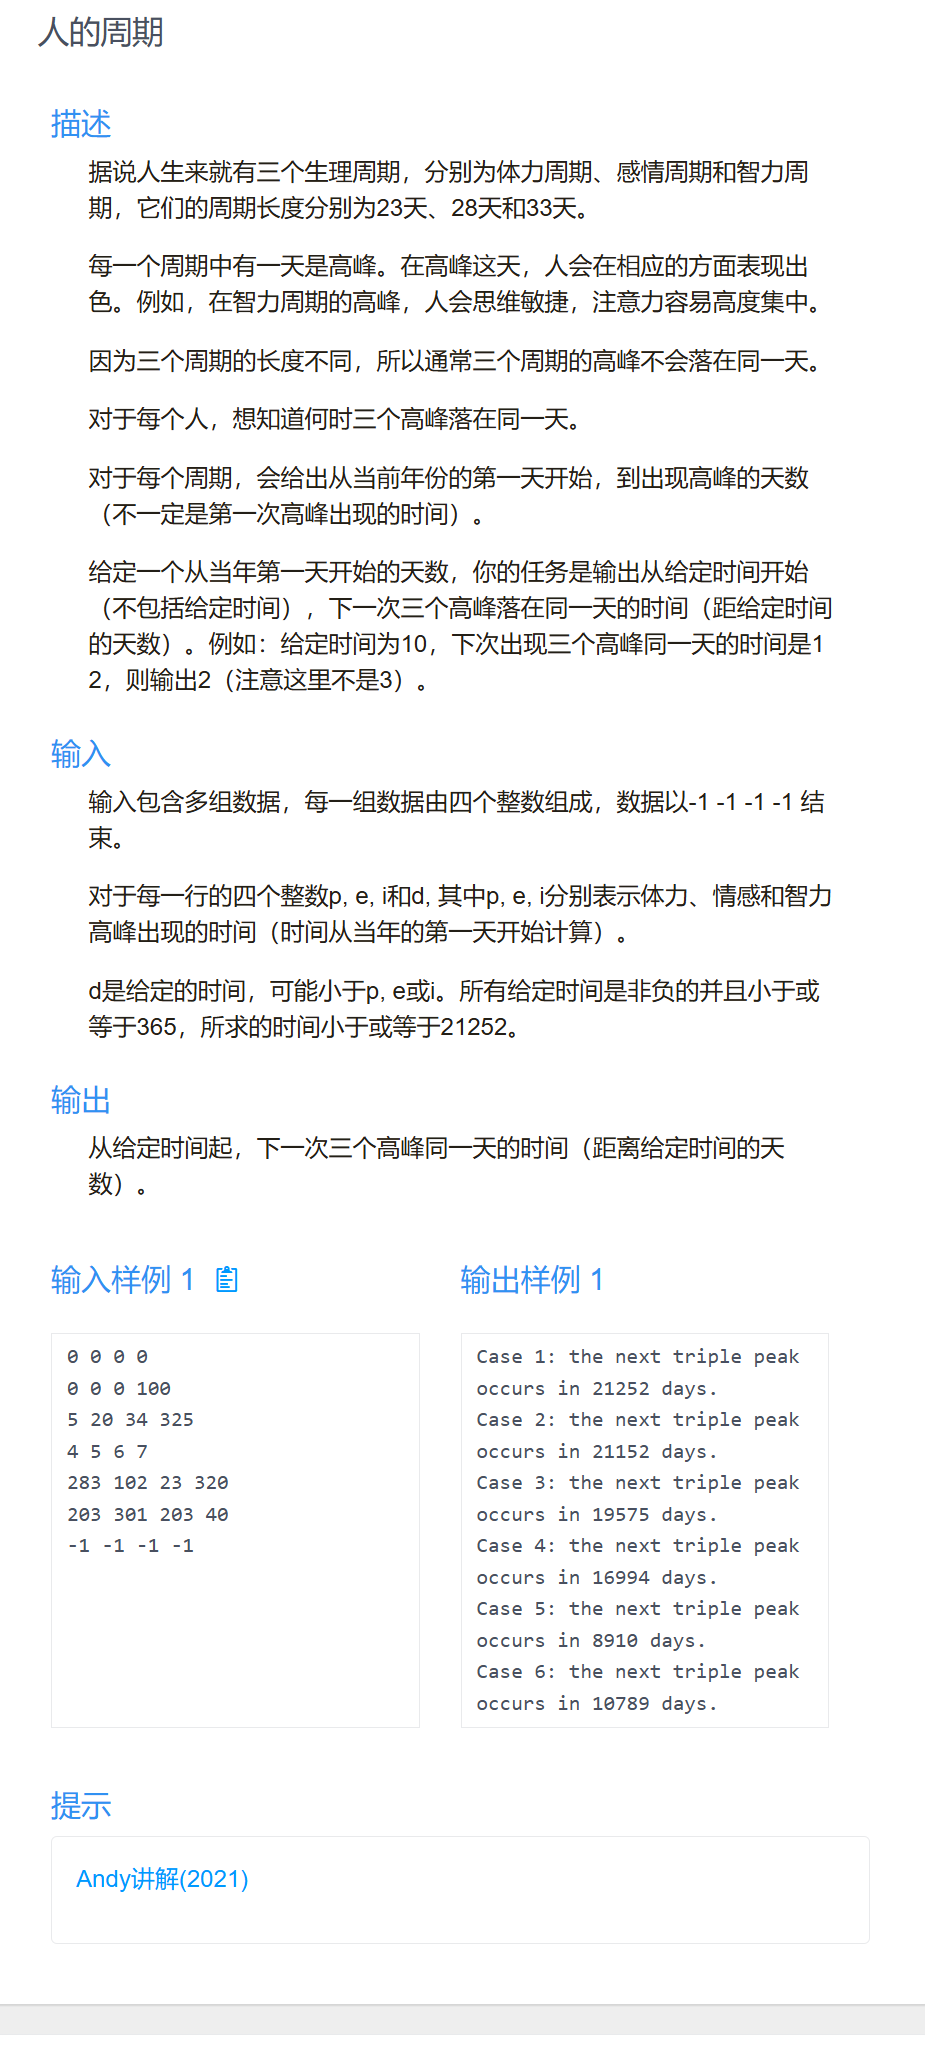 人的周期
描述
据说人生来就有三个生理周期，分别为体力周期、感情周期和智力周
期，它们的周期长度分别为23天、28天和33天。
每一个周期中有一天是高峰。在高峰这天，人会在相应的方面表现出
色。例如，在智力周期的高峰，人会思维敏捷，注意力容易高度集中。
因为三个周期的长度不同，所以通常三个周期的高峰不会落在同一天。
对于每个人，想知道何时三个高峰落在同一天。
对于每个周期，会给出从当前年份的第一天开始，到出现高峰的天数
（不一定是第一次高峰出现的时间）。
给定一个从当年第一天开始的天数，你的任务是输出从给定时间开始
（不包括给定时间），下一次三个高峰落在同一天的时间（距给定时间
的天数）。例如：给定时间为10，下次出现三个高峰同一天的时间是1
2，则输出2（注意这里不是3）。
输入
输入包含多组数据，每一组数据由四个整数组成，数据以-1 -1 -1 -1 结
束。
对于每一行的四个整数p, e, i和d, 其中p, e, i分别表示体力、情感和智力
高峰出现的时间（时间从当年的第一天开始计算）。
d是给定的时间，可能小于p, e或i。所有给定时间是非负的并且小于或
等于365，所求的时间小于或等于21252。
输出
从给定时间起，下一次三个高峰同一天的时间（距离给定时间的天
数）。
输入样例 1
0 0 0 0
0 0 0 100
5 20 34 325
4 5 6 7
283 102 23 320
203 301 203 40
-1 -1 -1 -1
输出样例 1
Case 1: the next triple peak
occurs in 21252 days.
Case 2: the next triple peak
occurs in 21152 days.
Case 3: the next triple peak
occurs in 19575 days.
Case 4: the next triple peak
occurs in 16994 days.
Case 5: the next triple peak
occurs in 8910 days.
Case 6: the next triple peak
occurs in 10789 days.
提示
Andy讲解(2021)